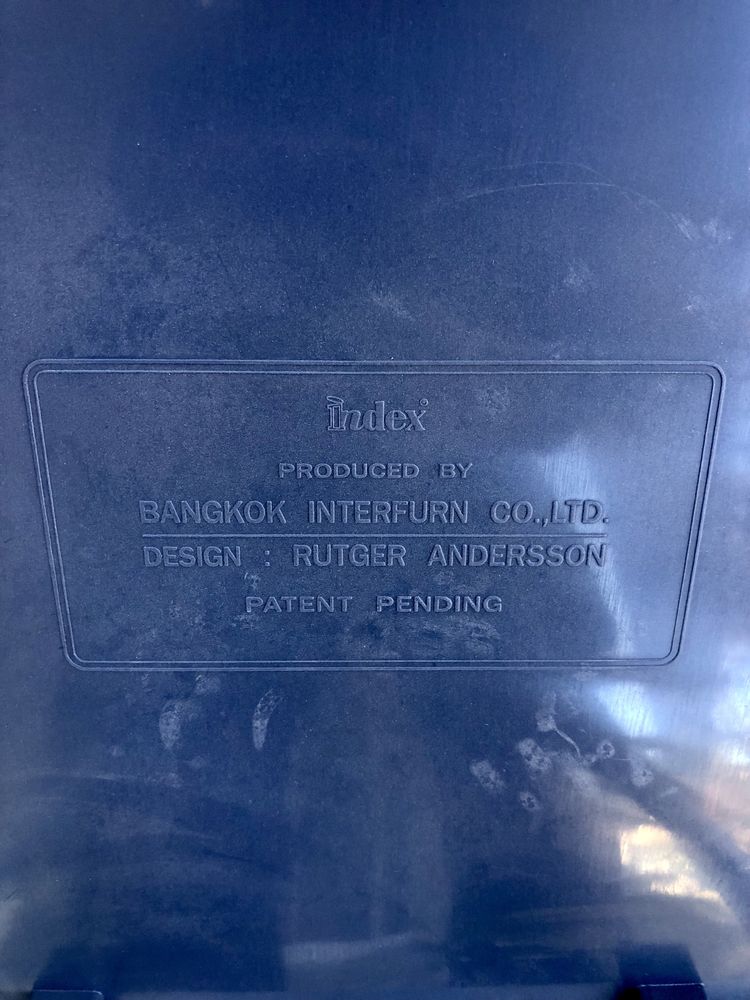 index®
PRODUCED BY
BANGKOK INTERFURN CO.,LTD.
DESIGN : RUTGER ANDERSSON
PATENT PENDING